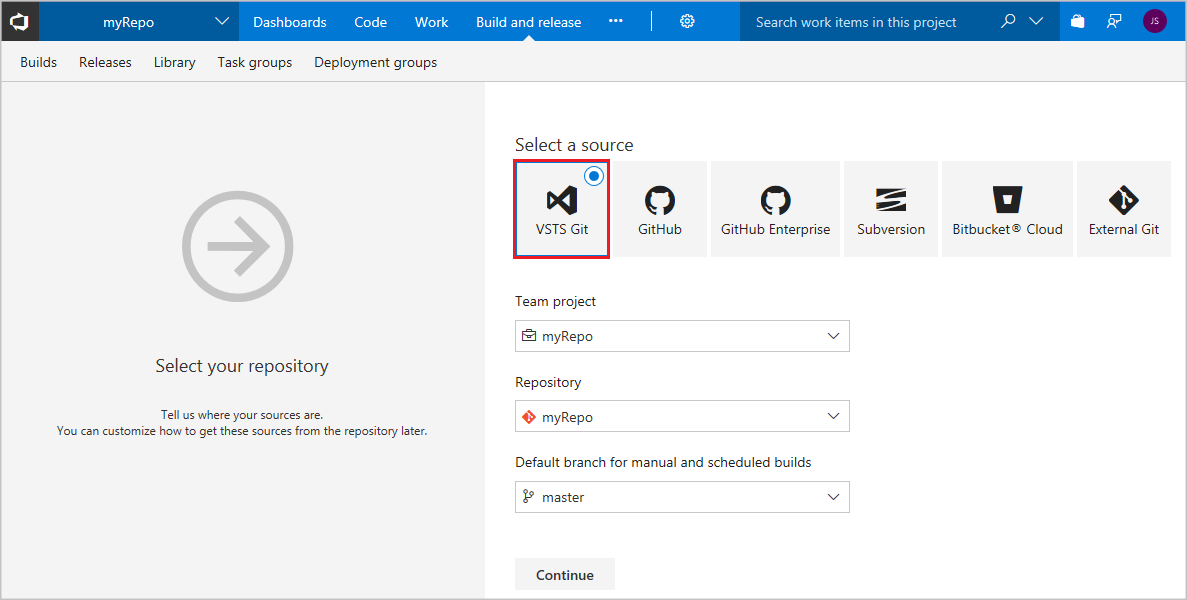 myRepo Dashboards Code Work Build and release ··· Search work items in this project JS
Builds Releases Library Task groups Deployment groups
Select your repository
Tell us where your sources are.
You can customize how to get these sources from the repository later.
Select a source
VSTS Git GitHub GitHub Enterprise Subversion Bitbucket® Cloud External Git
Team project
myRepo
Repository
myRepo
Default branch for manual and scheduled builds
master
Continue